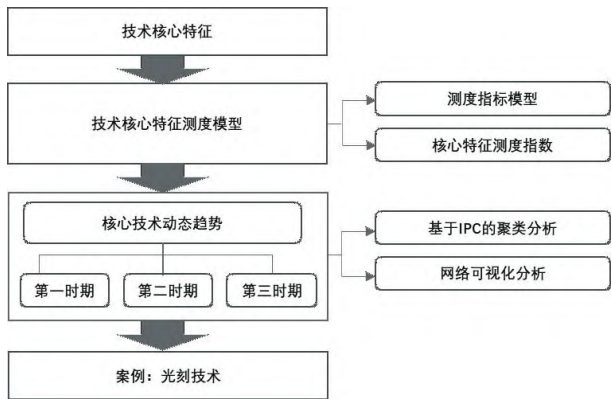 技术核心特征
技术核心特征测度模型
测度指标模型
核心特征测度指数
核心技术动态趋势
第一时期
第二时期
第三时期
基于IPC的聚类分析
网络可视化分析
案例：光刻技术